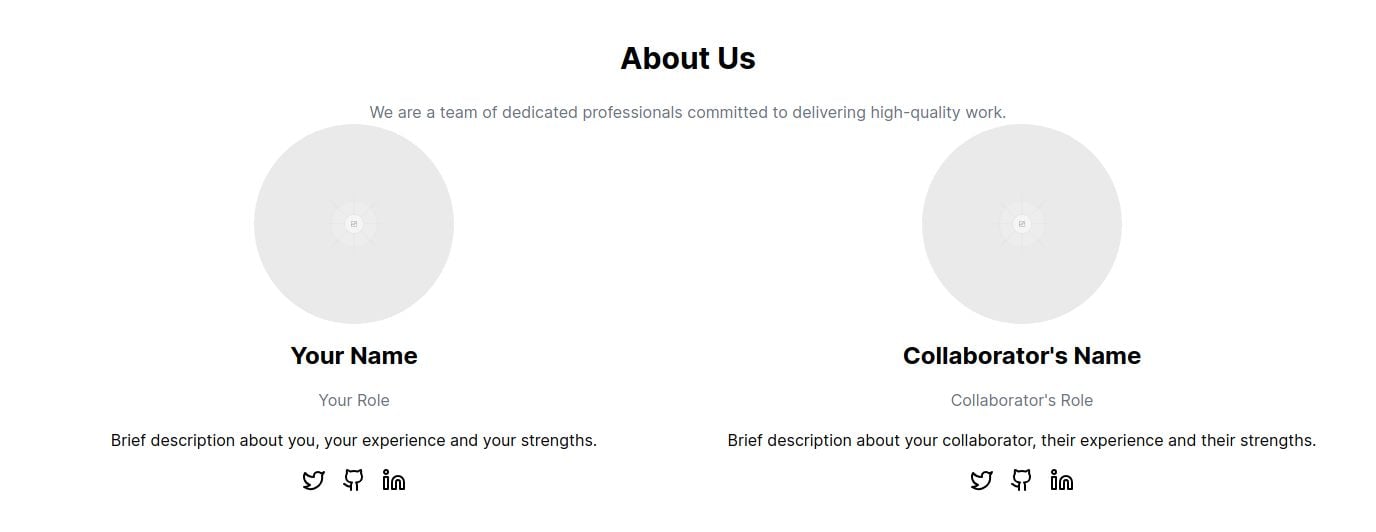 About Us
We are a team of dedicated professionals committed to delivering high-quality work.
Your Name
Your Role
Brief description about you, your experience and your strengths.
Collaborator's Name
Collaborator's Role
Brief description about your collaborator, their experience and their strengths.